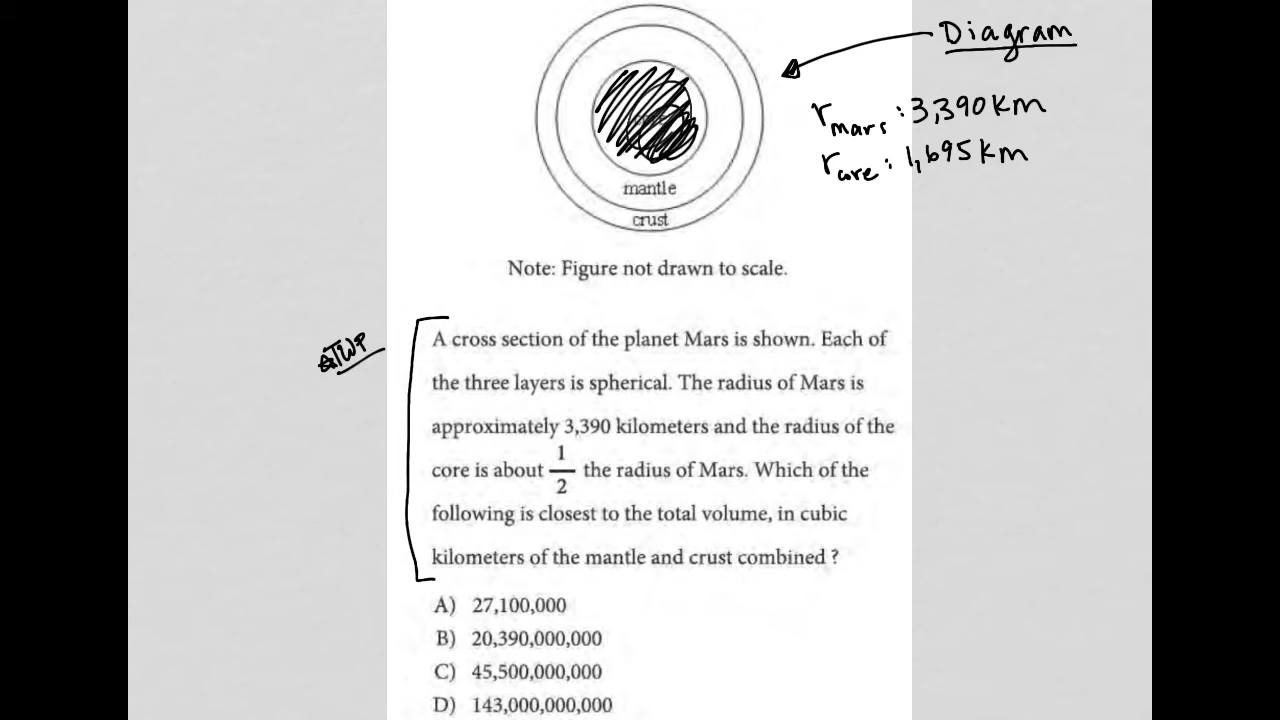 Diagram
r mars : 3,390 km
r core : 1,695 km
mantle
crust
Note: Figure not drawn to scale.
☆TWP
A cross section of the planet Mars is shown. Each of
the three layers is spherical. The radius of Mars is
approximately 3,390 kilometers and the radius of the
core is about 1/2 the radius of Mars. Which of the
following is closest to the total volume, in cubic
kilometers of the mantle and crust combined ?
A) 27,100,000
B) 20,390,000,000
C) 45,500,000,000
D) 143,000,000,000